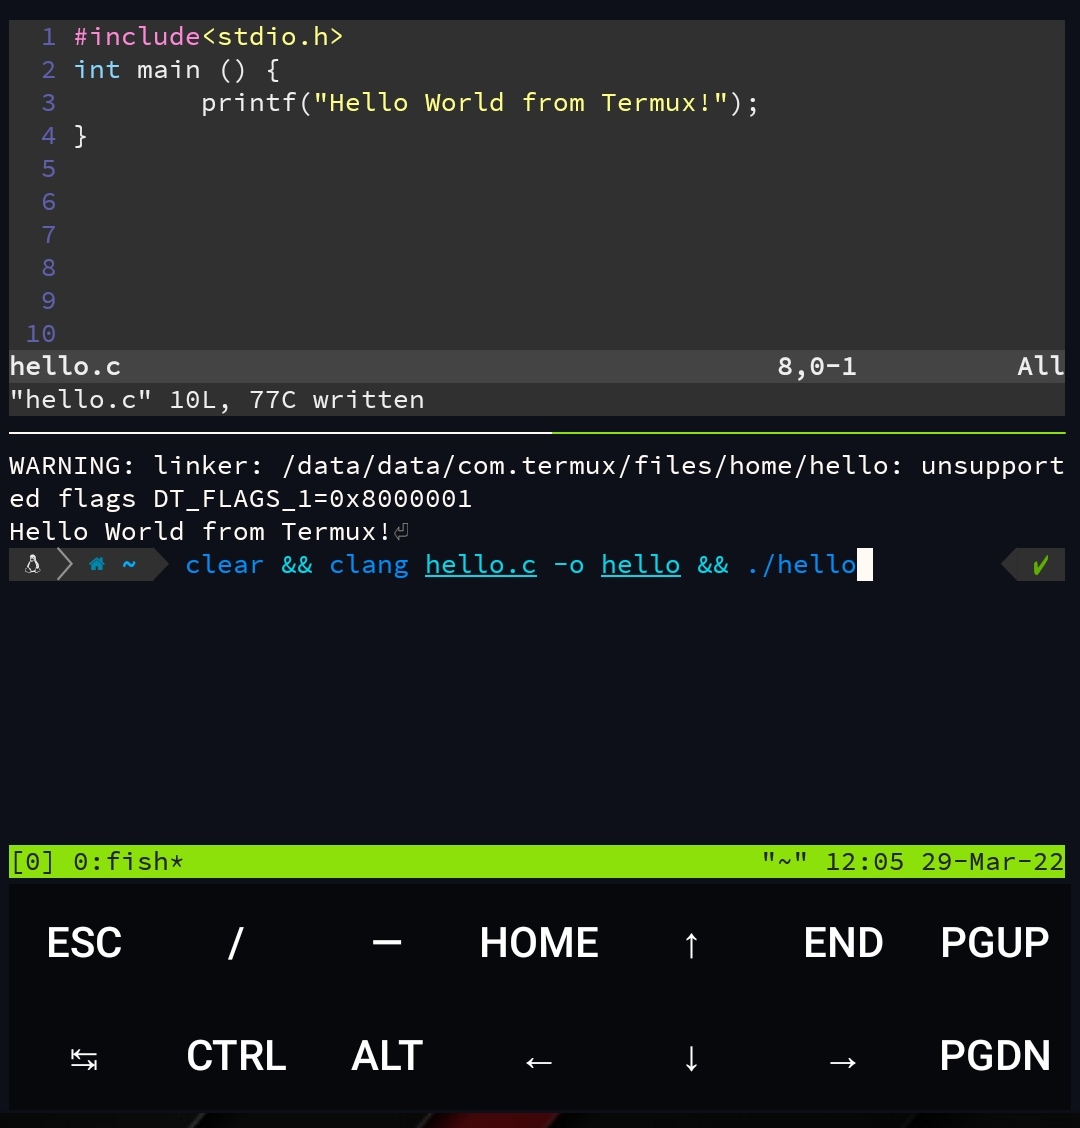 1 #include<stdio.h>
2 int main () {
3         printf("Hello World from Termux!");
4 }
5
6
7
8
9
10
hello.c 8,0-1 All
"hello.c" 10L, 77C written
WARNING: linker: /data/data/com.termux/files/home/hello: unsupport
ed flags DT_FLAGS_1=0x8000001
Hello World from Termux!⏎
~ clear && clang hello.c -o hello && ./hello ✔
[0] 0:fish* "~" 12:05 29-Mar-22
ESC / — HOME ↑ END PGUP
↹ CTRL ALT ← ↓ → PGDN